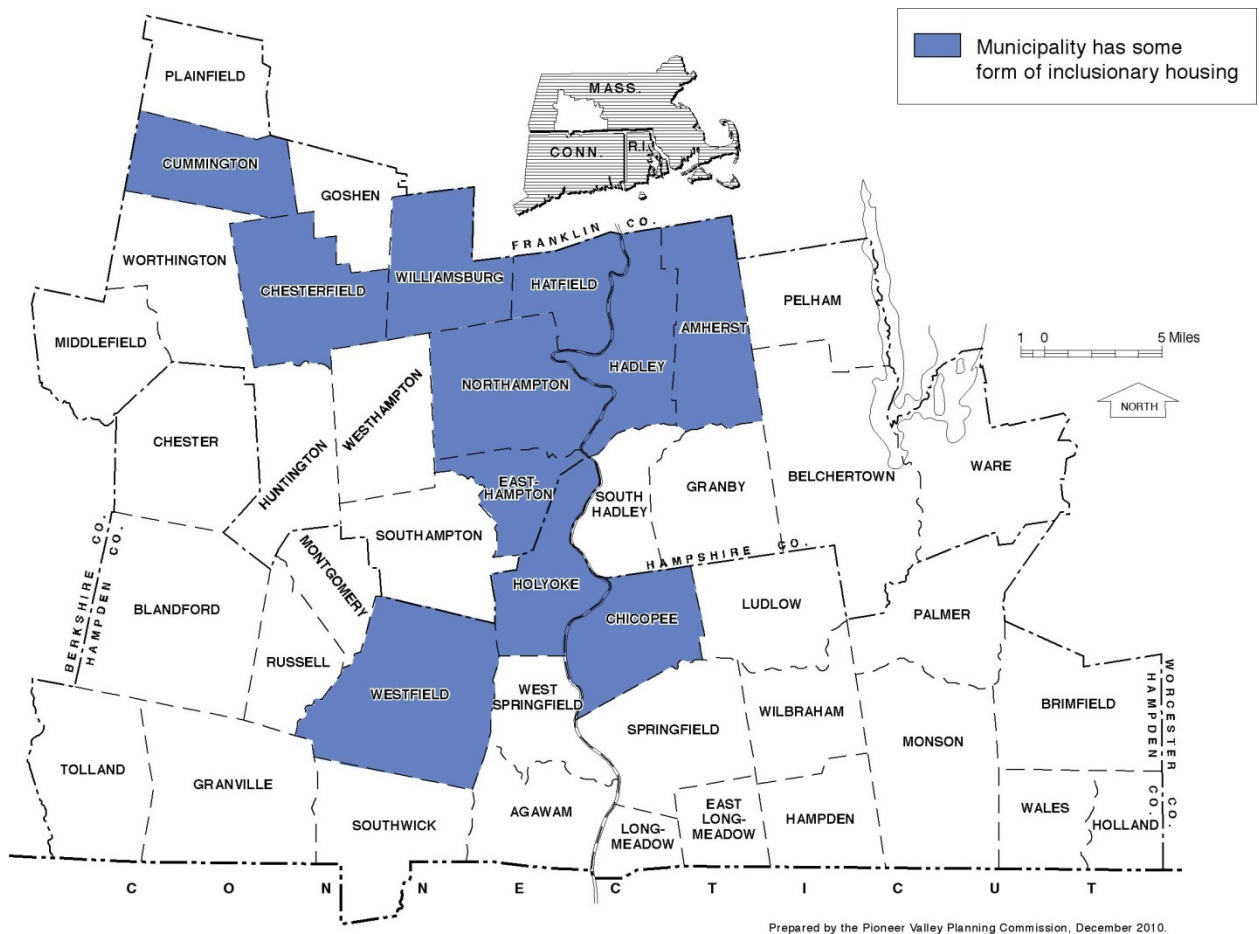 Municipality has some
form of inclusionary housing
PLAINFIELD
MASS.
CONN.
R.I.
CUMMINGTON
GOSHEN
FRANKLIN CO.
WORTHINGTON
CHESTERFIELD
WILLIAMSBURG
HATFIELD
PELHAM
AMHERST
MIDDLEFIELD
HADLEY
1 0 5 Miles
NORTH
NORTHAMPTON
WESTHAMPTON
CHESTER
HUNTINGTON
EAST-
HAMPTON
SOUTH
HADLEY
GRANBY
BELCHERTOWN
WARE
SOUTHAMPTON
MONTGOMERY
HAMPSHIRE CO.
BERKSHIRE CO.
HAMPDEN CO.
BLANDFORD
HOLYOKE
CHICOPEE
LUDLOW
PALMER
RUSSELL
WESTFIELD
WEST
SPRINGFIELD
SPRINGFIELD
WILBRAHAM
MONSON
BRIMFIELD
HAMPDEN CO.
WORCESTER CO.
TOLLAND
GRANVILLE
SOUTHWICK
AGAWAM
LONG-
MEADOW
EAST
LONG-
MEADOW
HAMPDEN
WALES
HOLLAND
CONNECTICUT
Prepared by the Pioneer Valley Planning Commission, December 2010.